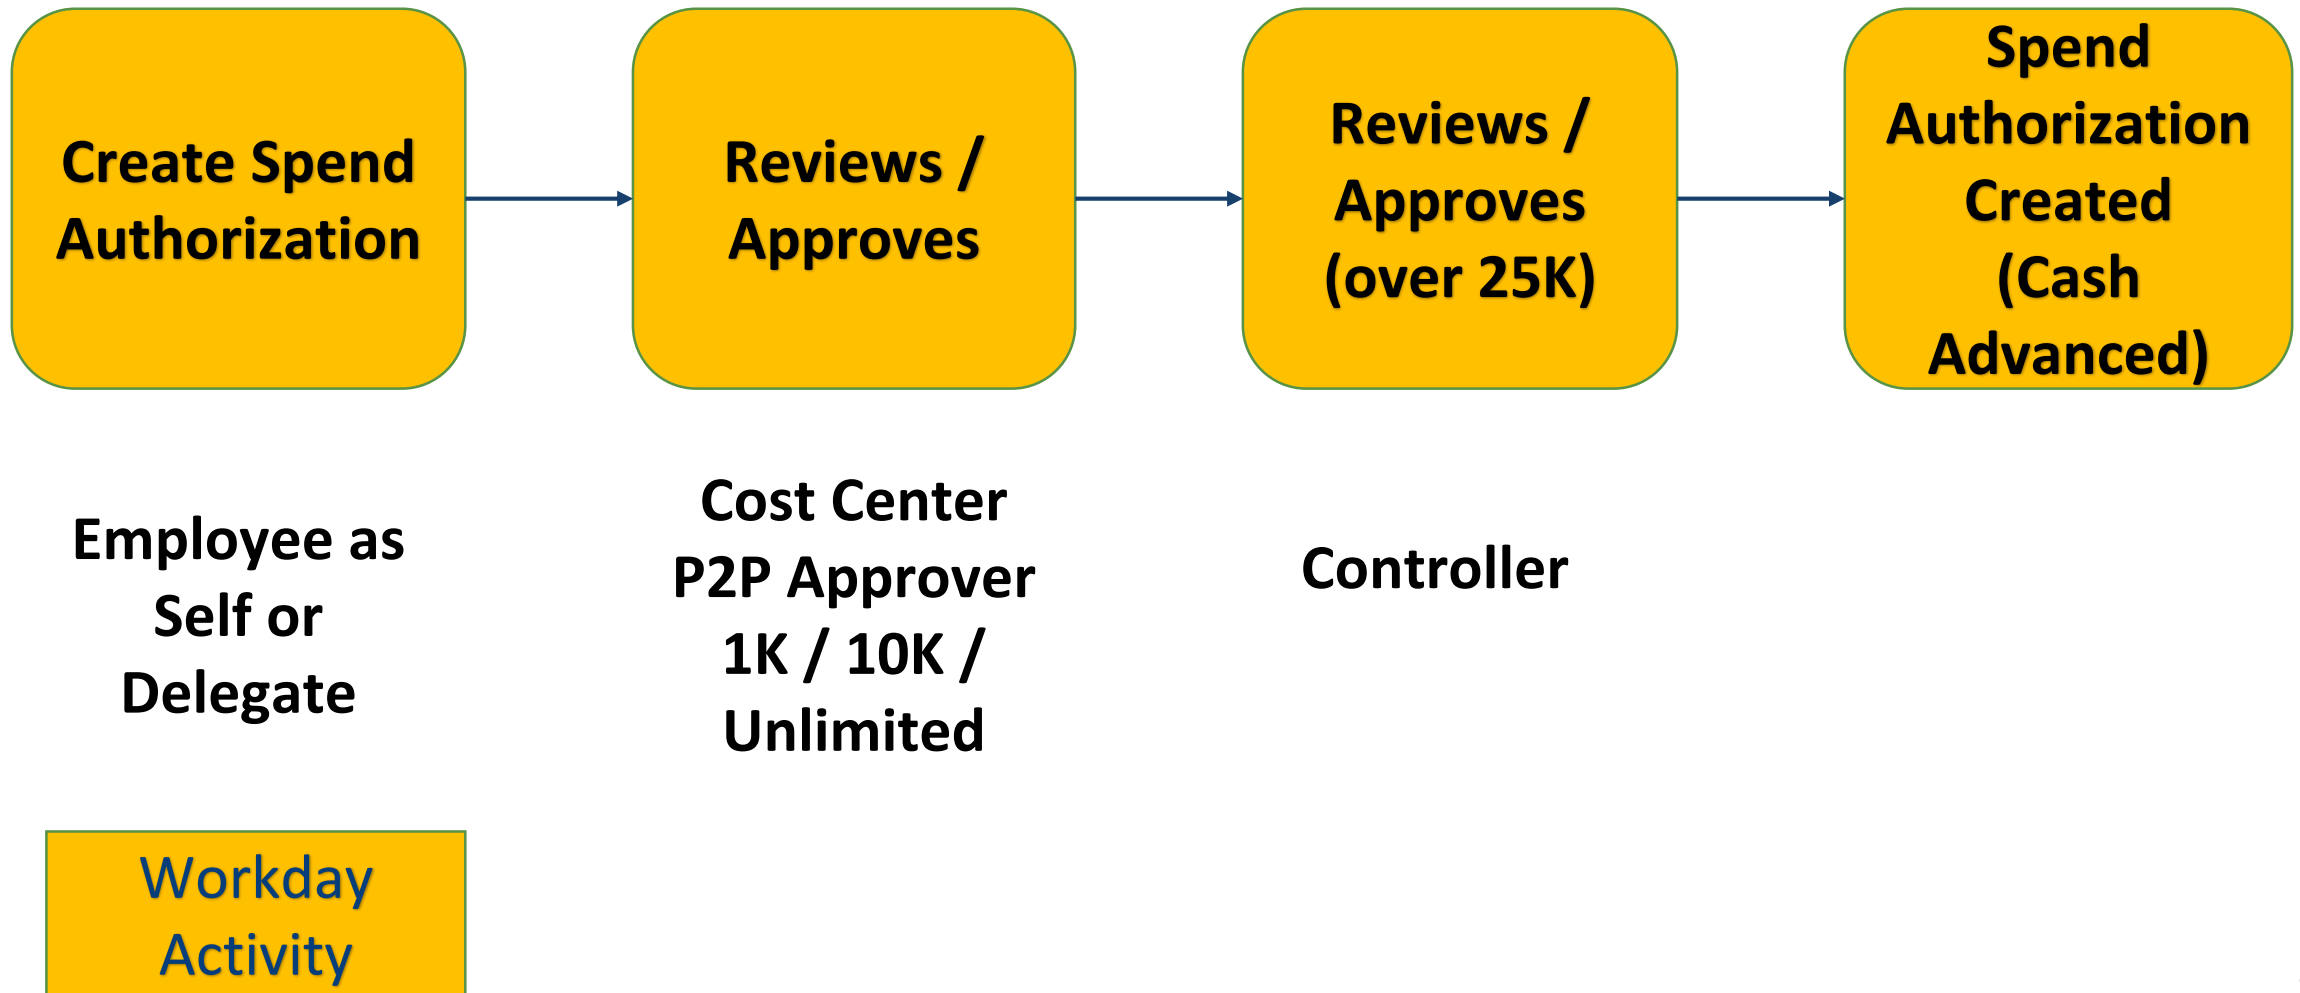 Create Spend
Authorization
Reviews /
Approves
Reviews /
Approves
(over 25K)
Spend
Authorization
Created
(Cash
Advanced)
Employee as
Self or
Delegate
Cost Center
P2P Approver
1K / 10K /
Unlimited
Controller
Workday
Activity